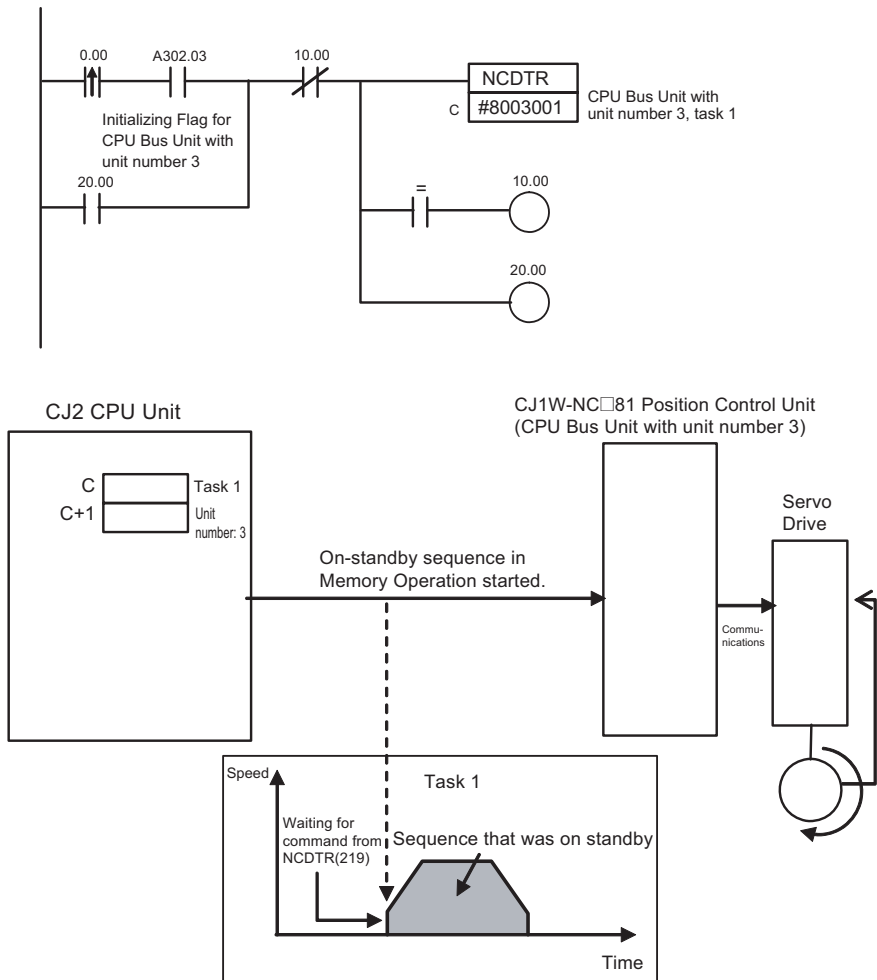 0.00
A302.03
10.00
NCDTR
C
#8003001
CPU Bus Unit with
unit number 3, task 1
Initializing Flag for
CPU Bus Unit with
unit number 3
20.00
=
10.00
20.00
CJ2 CPU Unit
CJ1W-NC□81 Position Control Unit
(CPU Bus Unit with unit number 3)
C
Task 1
C+1
Unit
number: 3
Servo
Drive
On-standby sequence in
Memory Operation started.
Commu-
nications
Speed
Task 1
Waiting for
command from
NCDTR(219)
Sequence that was on standby
Time